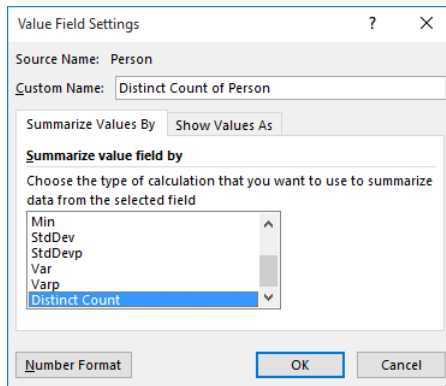 Value Field Settings ? ×
Source Name: Person
Custom Name: Distinct Count of Person
Summarize Values By Show Values As
Summarize value field by
Choose the type of calculation that you want to use to summarize
data from the selected field
Min
StdDev
StdDevp
Var
Varp
Distinct Count
Number Format OK Cancel